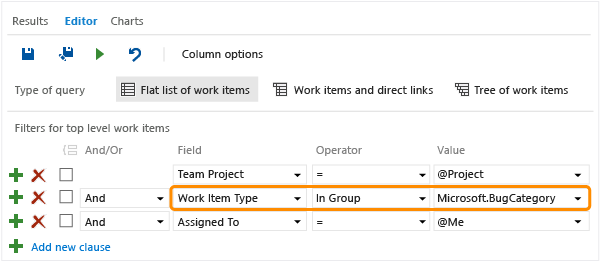 Results Editor Charts
Column options
Type of query Flat list of work items Work items and direct links Tree of work items
Filters for top level work items
And/Or Field Operator Value
Team Project = @Project
And Work Item Type In Group Microsoft.BugCategory
And Assigned To = @Me
Add new clause